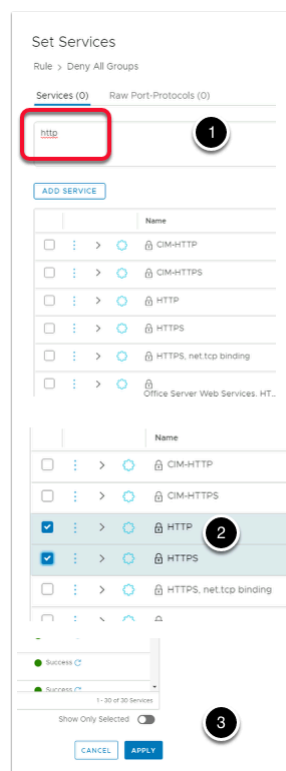 Set Services
Rule > Deny All Groups
Services (0) Raw Port-Protocols (0)
http
1
ADD SERVICE
Name
CIM-HTTP
CIM-HTTPS
HTTP
HTTPS
HTTPS, net.tcp binding
Office Server Web Services. HT...
Name
CIM-HTTP
CIM-HTTPS
HTTP
2
HTTPS
HTTPS, net.tcp binding
Success
Success
1 - 30 of 30 Services
Show Only Selected
3
CANCEL APPLY